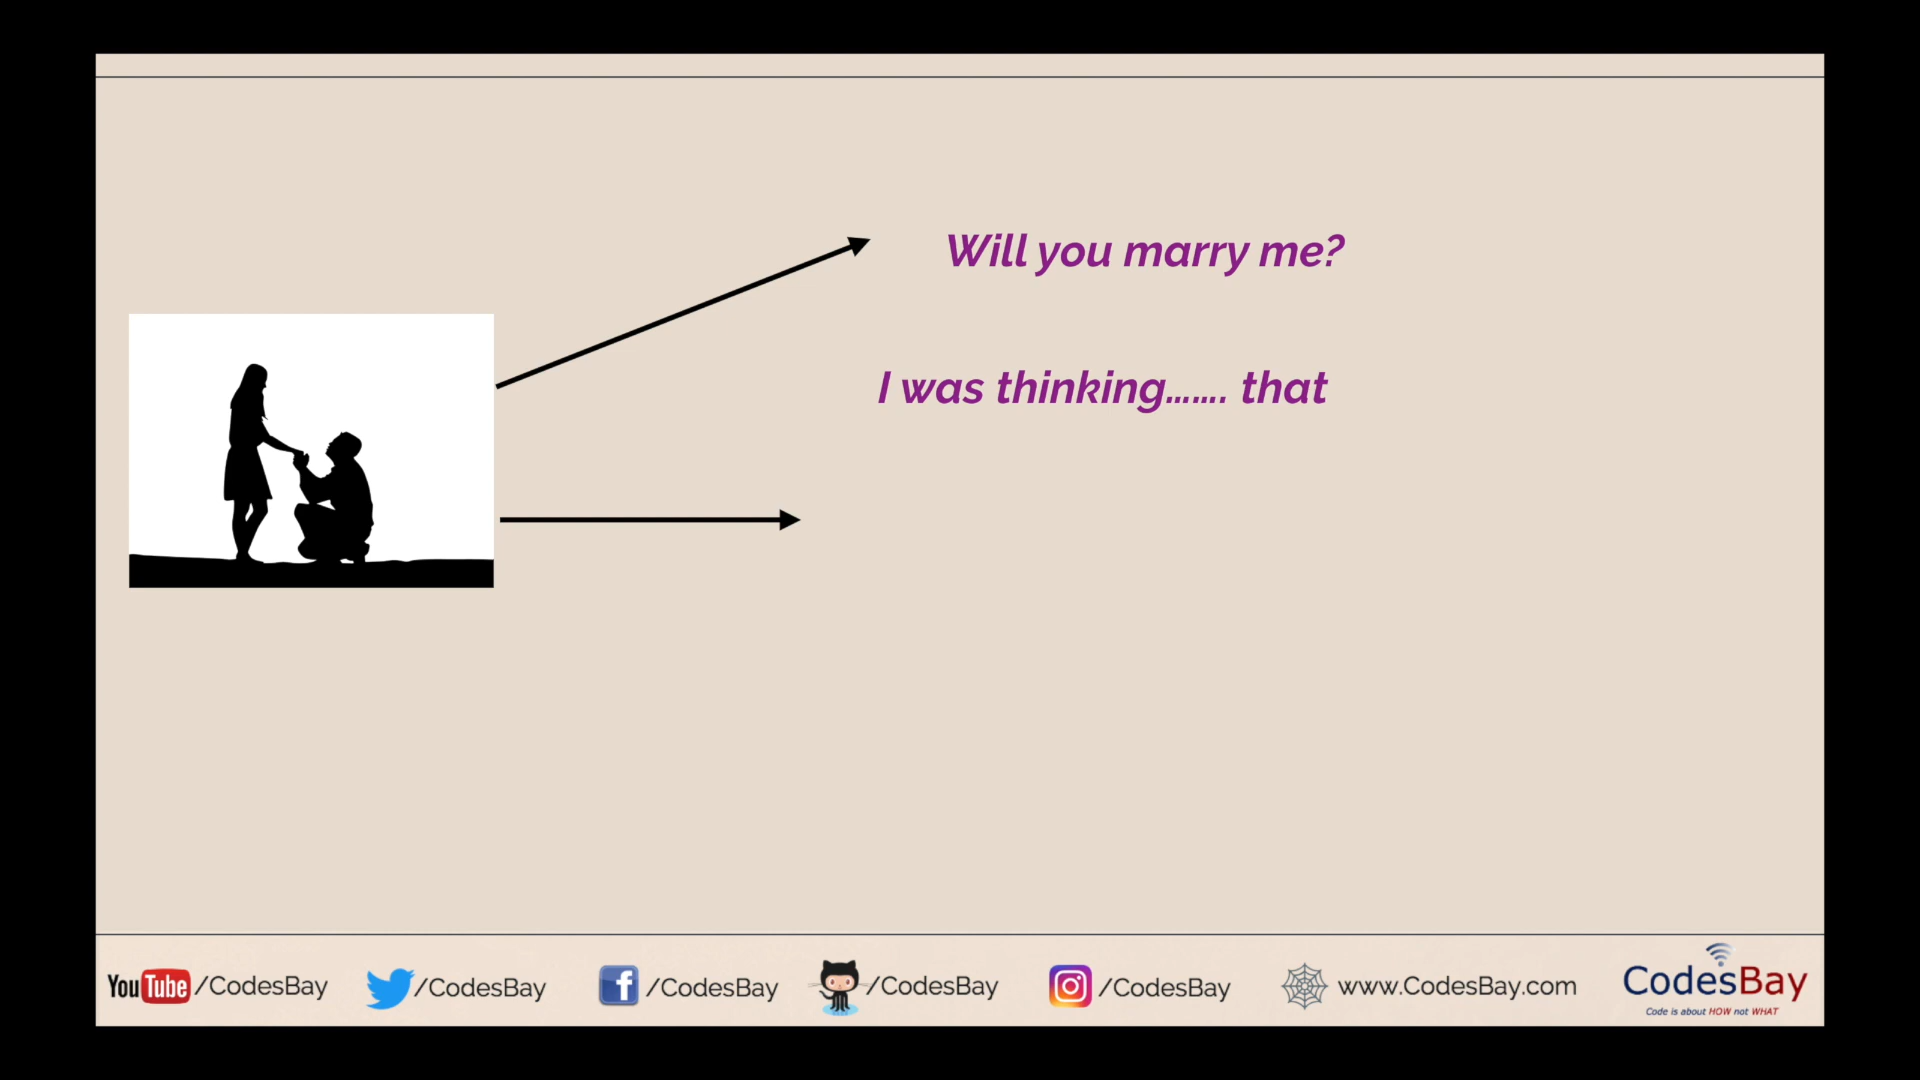 Will you marry me?
I was thinking....... that
YouTube /CodesBay
/CodesBay
f /CodesBay
/CodesBay
/CodesBay
www.CodesBay.com
CodesBay
Code is about HOW not WHAT